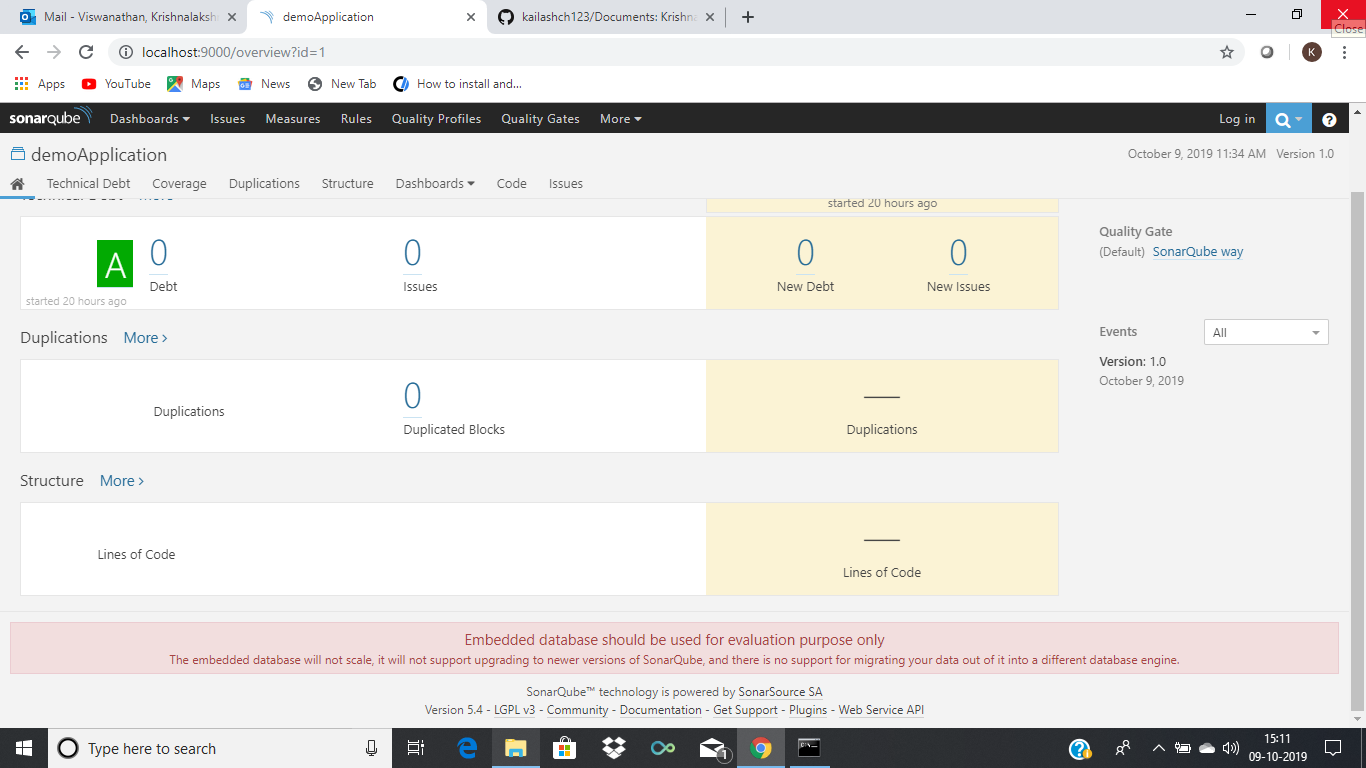 Mail - Viswanathan, Krishnalaksh
demoApplication
kailashch123/Documents: Krishna
Close
localhost:9000/overview?id=1
K
Apps
YouTube
Maps
News
New Tab
How to install and...
sonarqube
Dashboards
Issues
Measures
Rules
Quality Profiles
Quality Gates
More
Log in
?
demoApplication
October 9, 2019 11:34 AM Version 1.0
Technical Debt
Coverage
Duplications
Structure
Dashboards
Code
Issues
Technical Debt More
started 20 hours ago
A
0
Debt
0
Issues
started 20 hours ago
0
New Debt
0
New Issues
Quality Gate
(Default) SonarQube way
Duplications More >
Events
All
Version: 1.0
October 9, 2019
Duplications
0
Duplicated Blocks
—
Duplications
Structure More >
Lines of Code
—
Lines of Code
Embedded database should be used for evaluation purpose only
The embedded database will not scale, it will not support upgrading to newer versions of SonarQube, and there is no support for migrating your data out of it into a different database engine.
SonarQube™ technology is powered by SonarSource SA
Version 5.4 - LGPL v3 - Community - Documentation - Get Support - Plugins - Web Service API
Type here to search
1
15:11
09-10-2019